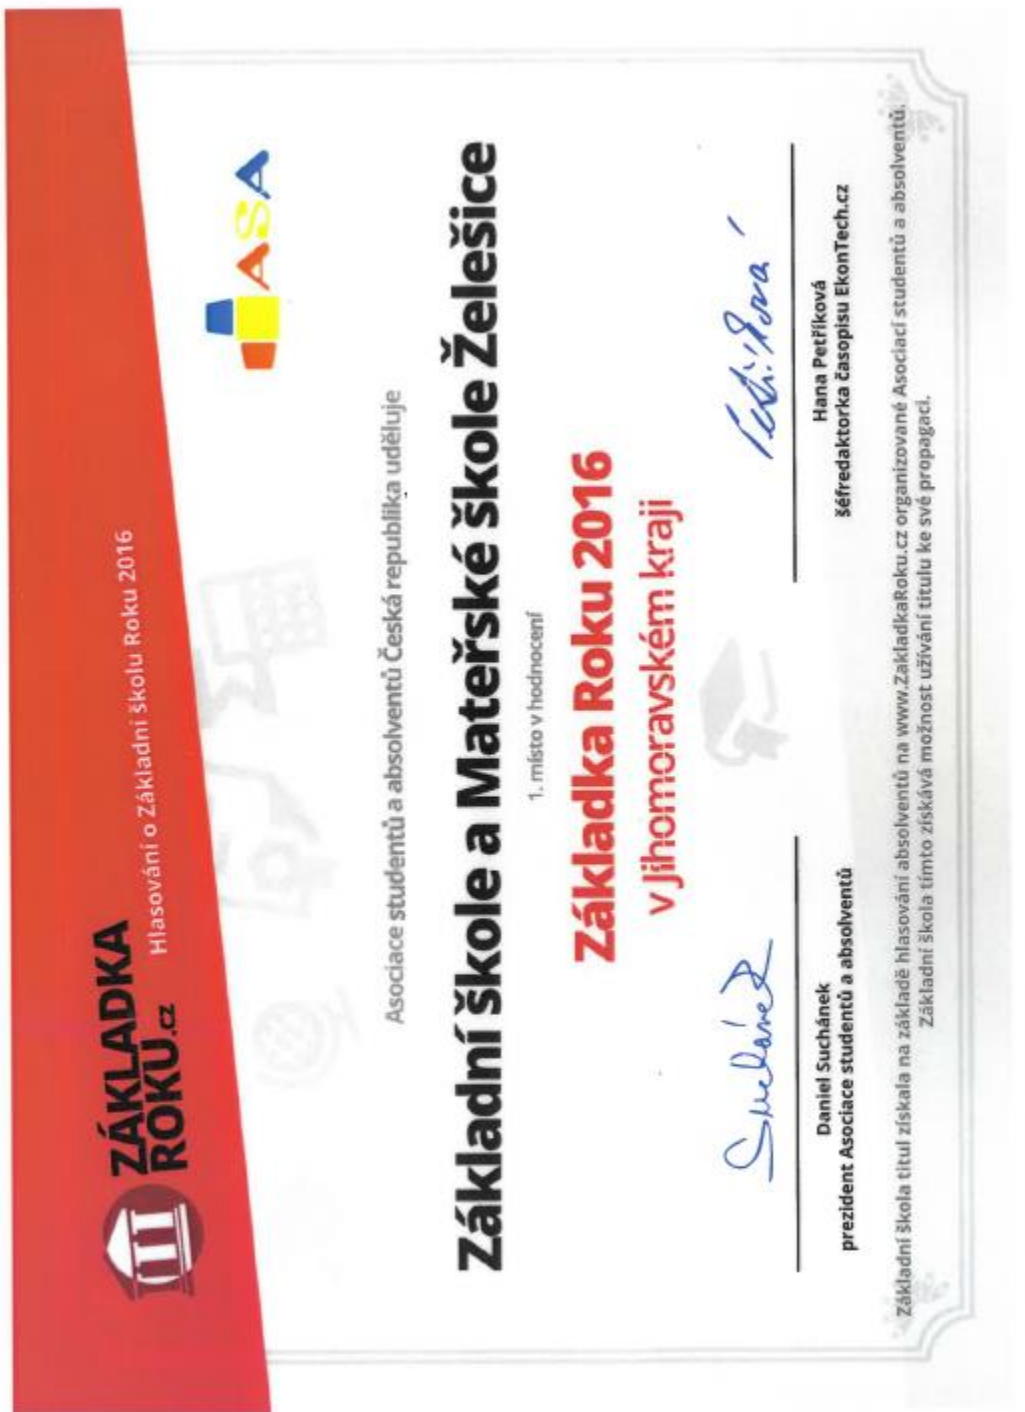 ZÁKLADKA
ROKU.cz
Hlasování o Základní školu Roku 2016
ASA
Asociace studentů a absolventů Česká republika uděluje
Základní škole a Mateřské škole Želešice
1. místo v hodnocení
Základka Roku 2016
v Jihomoravském kraji
Suchánek
Petříková
Daniel Suchánek
prezident Asociace studentů a absolventů
Hana Petříková
šéfredaktorka časopisu EkonTech.cz
Základní škola titul získala na základě hlasování absolventů na www.ZakladkaRoku.cz organizované Asociací studentů a absolventů.
Základní škola tímto získává možnost užívání titulu ke své propagaci.